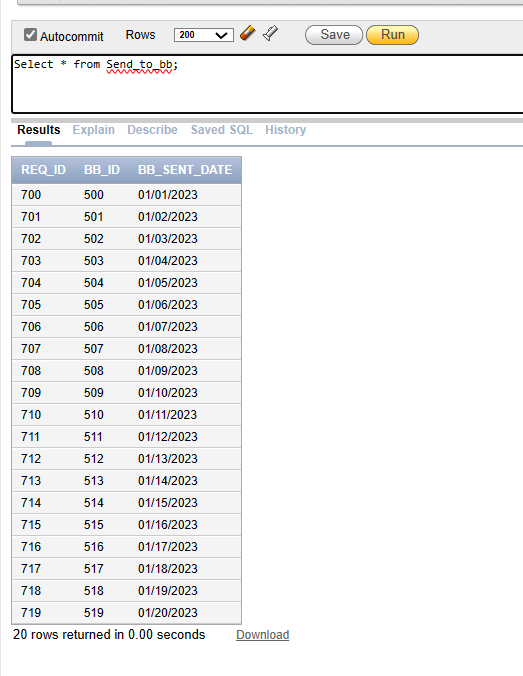 Autocommit Rows 200 Save Run
Select * from Send_to_bb;
Results Explain Describe Saved SQL History
REQ_ID BB_ID BB_SENT_DATE
700 500 01/01/2023
701 501 01/02/2023
702 502 01/03/2023
703 503 01/04/2023
704 504 01/05/2023
705 505 01/06/2023
706 506 01/07/2023
707 507 01/08/2023
708 508 01/09/2023
709 509 01/10/2023
710 510 01/11/2023
711 511 01/12/2023
712 512 01/13/2023
713 513 01/14/2023
714 514 01/15/2023
715 515 01/16/2023
716 516 01/17/2023
717 517 01/18/2023
718 518 01/19/2023
719 519 01/20/2023
20 rows returned in 0.00 seconds Download